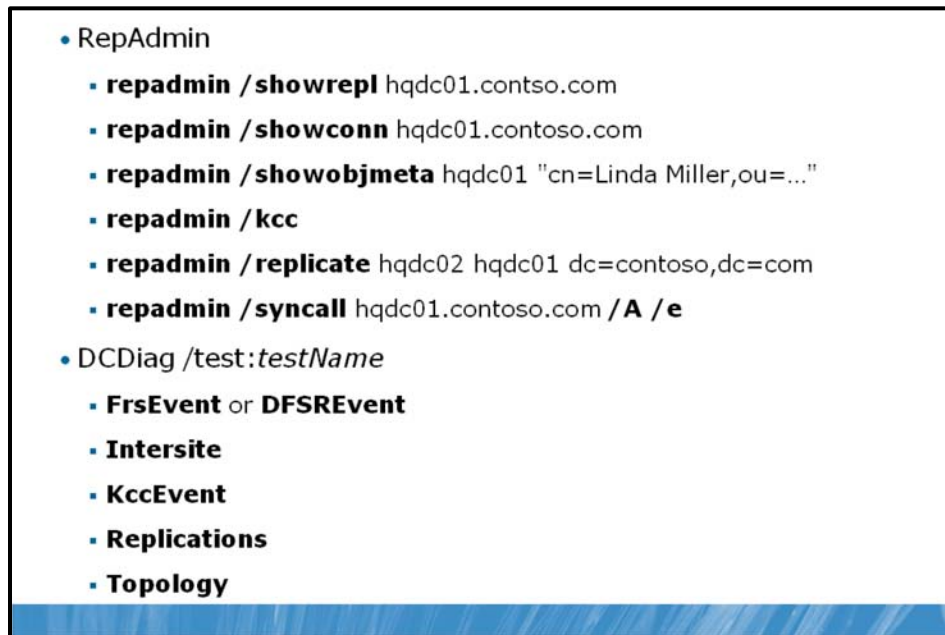 • RepAdmin
▪ repadmin /showrepl hqdc01.contso.com
▪ repadmin /showconn hqdc01.contoso.com
▪ repadmin /showobjmeta hqdc01 "cn=Linda Miller,ou=..."
▪ repadmin /kcc
▪ repadmin /replicate hqdc02 hqdc01 dc=contoso,dc=com
▪ repadmin /syncall hqdc01.contoso.com /A /e
• DCDiag /test:testName
▪ FrsEvent or DFSREvent
▪ Intersite
▪ KccEvent
▪ Replications
▪ Topology